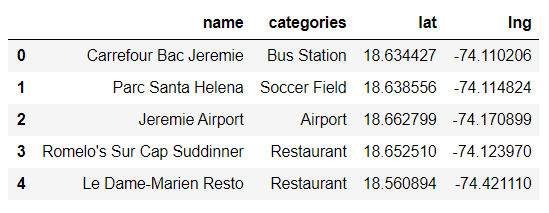 name categories lat lng
0 Carrefour Bac Jeremie Bus Station 18.634427 -74.110206
1 Parc Santa Helena Soccer Field 18.638556 -74.114824
2 Jeremie Airport Airport 18.662799 -74.170899
3 Romelo's Sur Cap Suddinner Restaurant 18.652510 -74.123970
4 Le Dame-Marien Resto Restaurant 18.560894 -74.421110